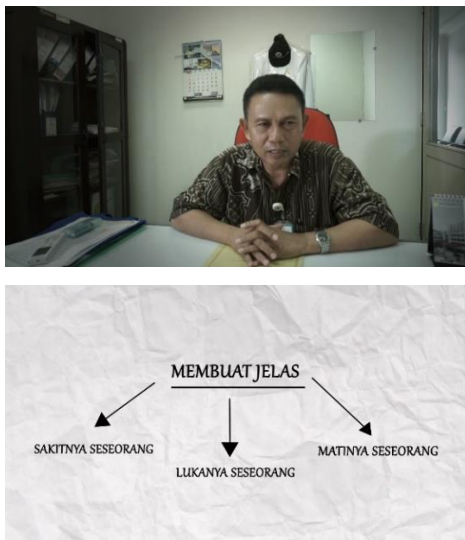 MEMBUAT JELAS
SAKITNYA SESEORANG
LUKANYA SESEORANG
MATINYA SESEORANG